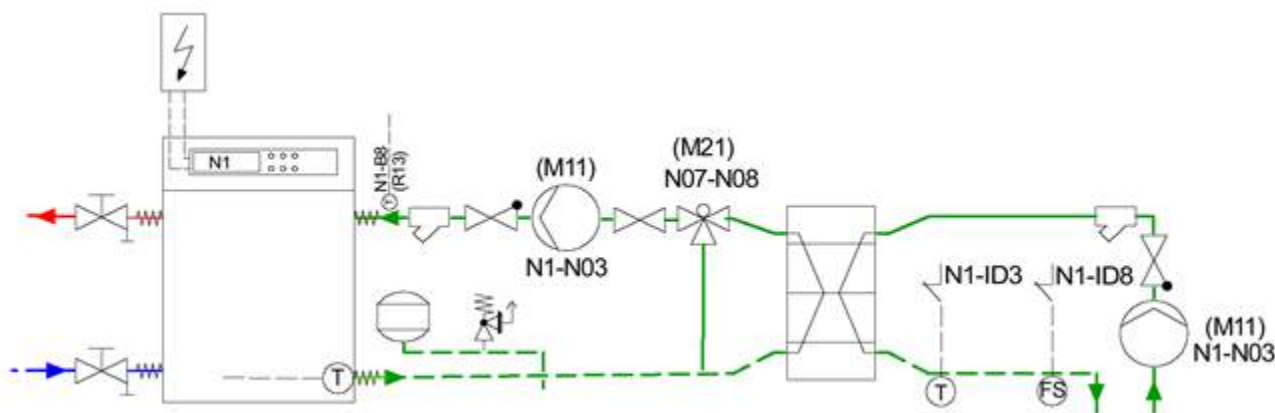 N1
N1-B8
(R13)
T
(M11)
N1-N03
(M21)
N07-N08
N1-ID3
N1-ID8
(M11)
N1-N03
T
T
FS